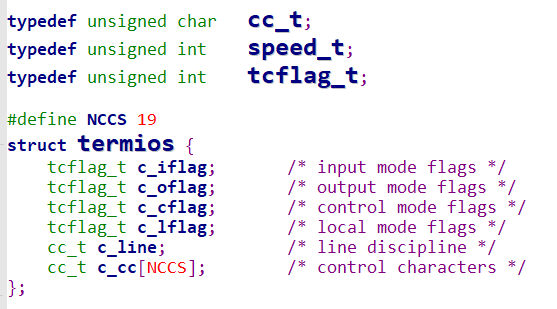 typedef unsigned char cc_t;
typedef unsigned int speed_t;
typedef unsigned int tcflag_t;
#define NCCS 19
struct termios {
tcflag_t c_iflag; /* input mode flags */
tcflag_t c_oflag; /* output mode flags */
tcflag_t c_cflag; /* control mode flags */
tcflag_t c_lflag; /* local mode flags */
cc_t c_line; /* line discipline */
cc_t c_cc[NCCS]; /* control characters */
};